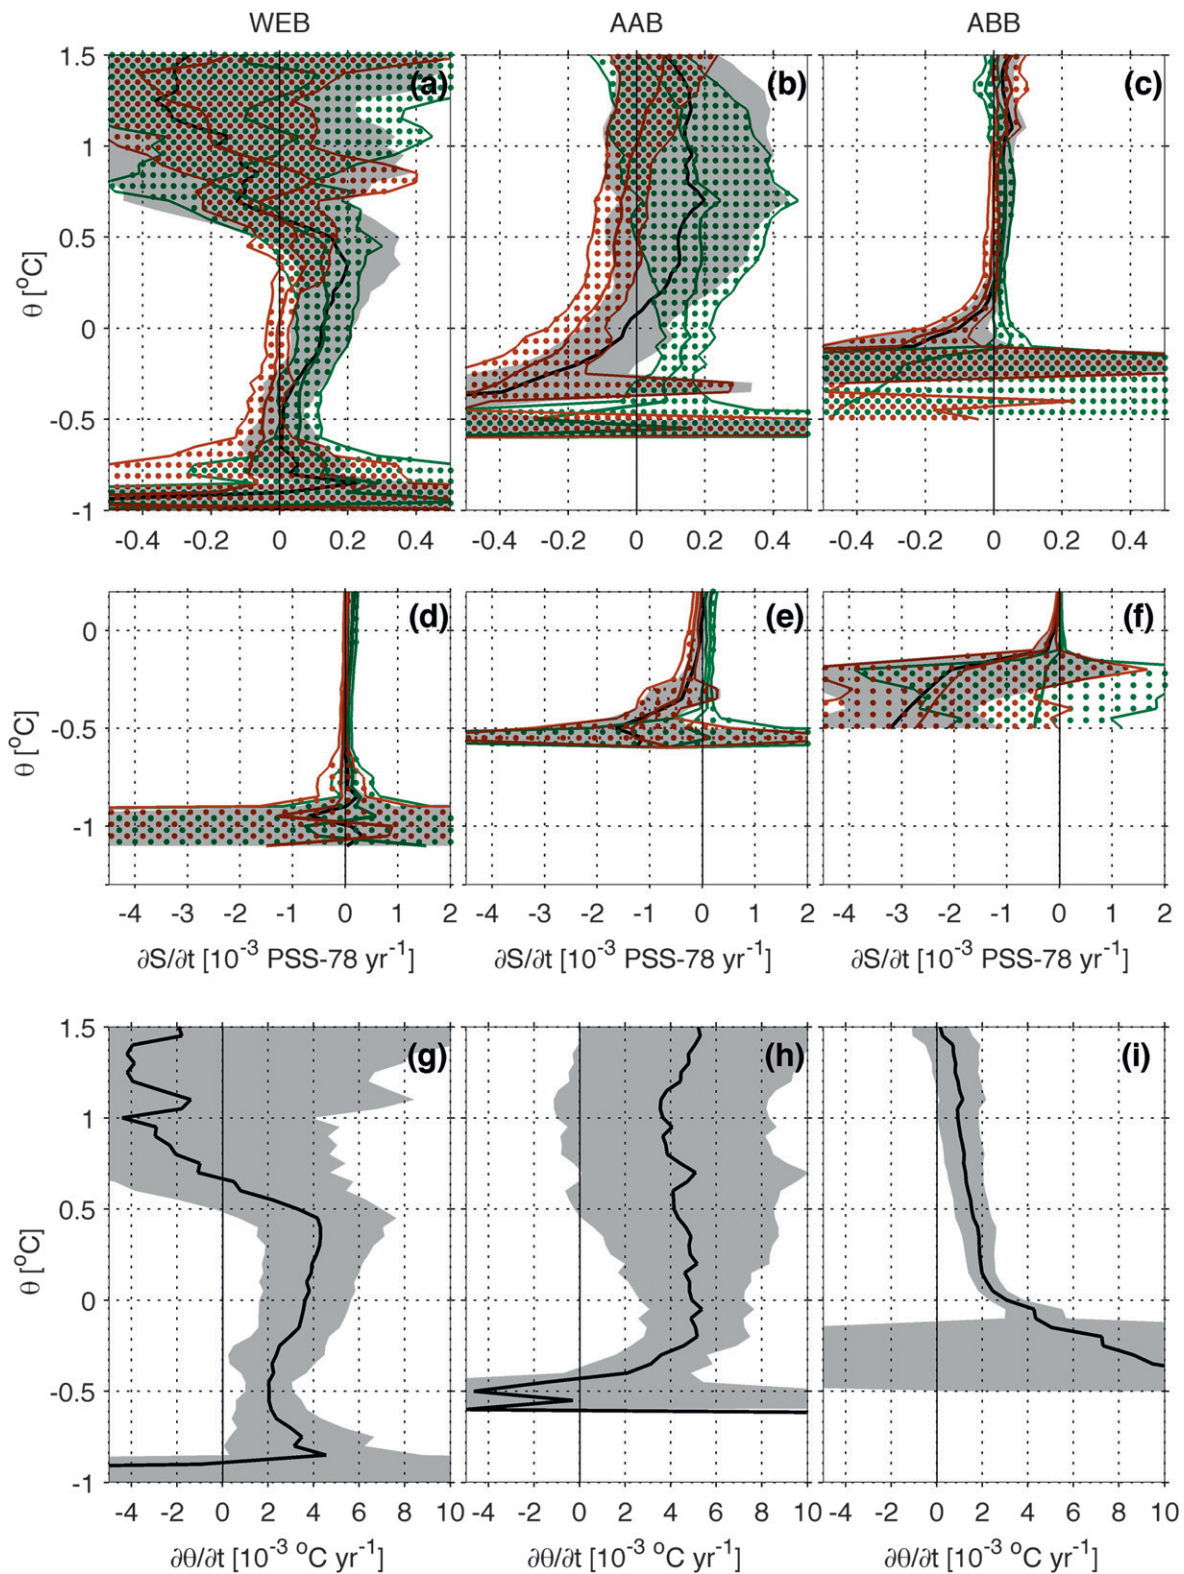 WEB AAB ABB
1.5 (a) (b) (c)
1
0.5
θ [°C]
0
-0.5
-1
-0.4 -0.2 0 0.2 0.4 -0.4 -0.2 0 0.2 0.4 -0.4 -0.2 0 0.2 0.4
(d) (e) (f)
0
θ [°C]
-0.5
-1
-4 -3 -2 -1 0 1 2 -4 -3 -2 -1 0 1 2 -4 -3 -2 -1 0 1 2
∂S/∂t [10⁻³ PSS-78 yr⁻¹] ∂S/∂t [10⁻³ PSS-78 yr⁻¹] ∂S/∂t [10⁻³ PSS-78 yr⁻¹]
1.5 (g) (h) (i)
1
0.5
θ [°C]
0
-0.5
-1
-4 -2 0 2 4 6 8 10 -4 -2 0 2 4 6 8 10 -4 -2 0 2 4 6 8 10
∂θ/∂t [10⁻³ °C yr⁻¹] ∂θ/∂t [10⁻³ °C yr⁻¹] ∂θ/∂t [10⁻³ °C yr⁻¹]